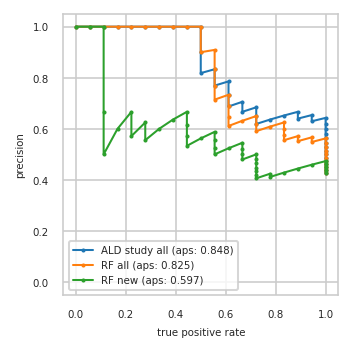 1.0
0.8
0.6
0.4
0.2
0.0
precision
ALD study all (aps: 0.848)
RF all (aps: 0.825)
RF new (aps: 0.597)
0.0 0.2 0.4 0.6 0.8 1.0
true positive rate